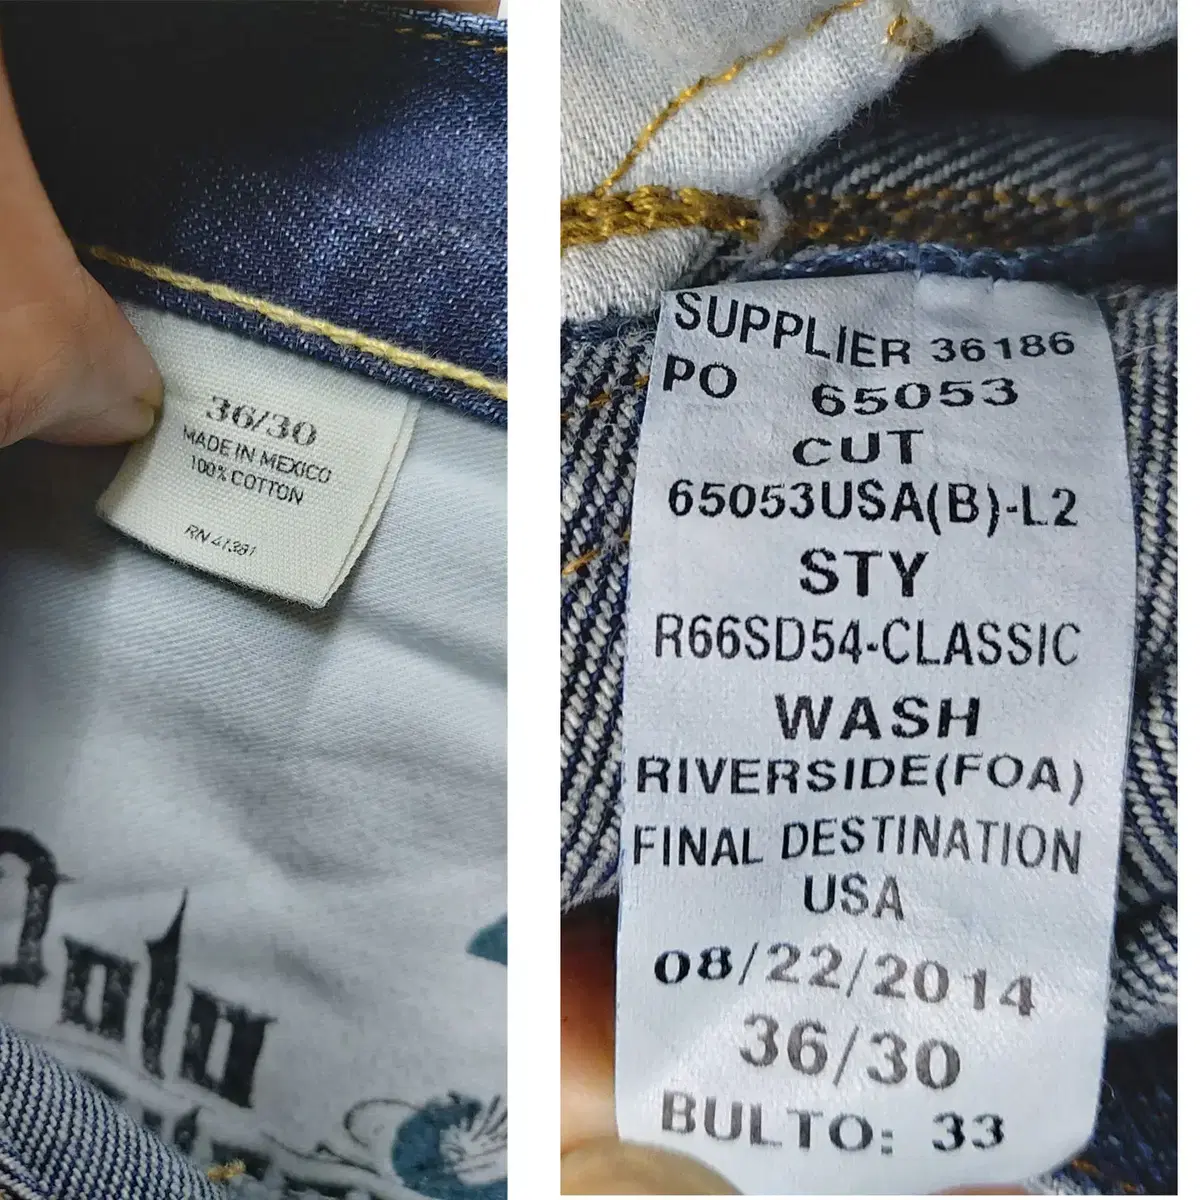 36/30
MADE IN MEXICO
100% COTTON
RN 41381
Polo
SUPPLIER 36186
PO 65053
CUT
65053USA(B)-L2
STY
R66SD54-CLASSIC
WASH
RIVERSIDE(FOA)
FINAL DESTINATION
USA
08/22/2014
36/30
BULTO: 33